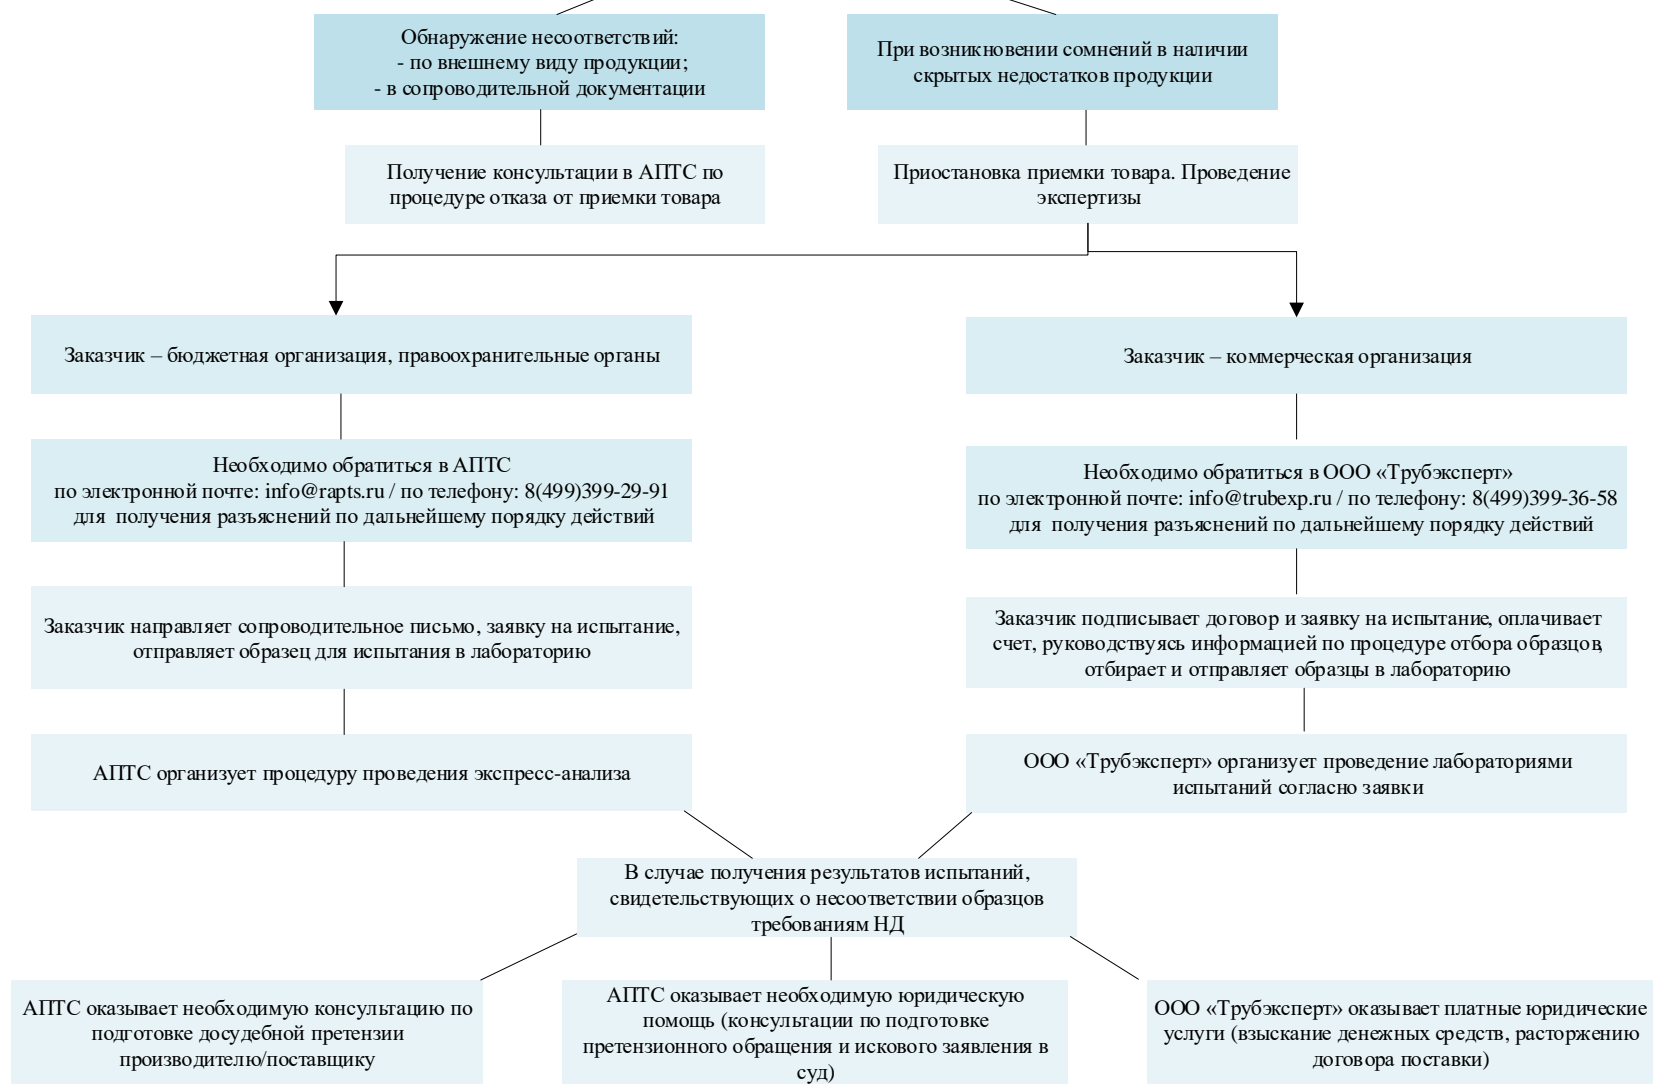 Обнаружение несоответствий:
- по внешнему виду продукции;
- в сопроводительной документации
При возникновении сомнений в наличии
скрытых недостатков продукции
Получение консультации в АПТС по
процедуре отказа от приемки товара
Приостановка приемки товара. Проведение
экспертизы
Заказчик – бюджетная организация, правоохранительные органы
Заказчик – коммерческая организация
Необходимо обратиться в АПТС
по электронной почте: info@rapts.ru / по телефону: 8(499)399-29-91
для получения разъяснений по дальнейшему порядку действий
Необходимо обратиться в ООО «Трубэксперт»
по электронной почте: info@trubexp.ru / по телефону: 8(499)399-36-58
для получения разъяснений по дальнейшему порядку действий
Заказчик направляет сопроводительное письмо, заявку на испытание,
отправляет образец для испытания в лабораторию
Заказчик подписывает договор и заявку на испытание, оплачивает
счет, руководствуясь информацией по процедуре отбора образцов,
отбирает и отправляет образцы в лабораторию
АПТС организует процедуру проведения экспресс-анализа
ООО «Трубэксперт» организует проведение лабораториями
испытаний согласно заявки
В случае получения результатов испытаний,
свидетельствующих о несоответствии образцов
требованиям НД
АПТС оказывает необходимую консультацию по
подготовке досудебной претензии
производителю/поставщику
АПТС оказывает необходимую юридическую
помощь (консультации по подготовке
претензионного обращения и искового заявления в
суд)
ООО «Трубэксперт» оказывает платные юридические
услуги (взыскание денежных средств, расторжению
договора поставки)